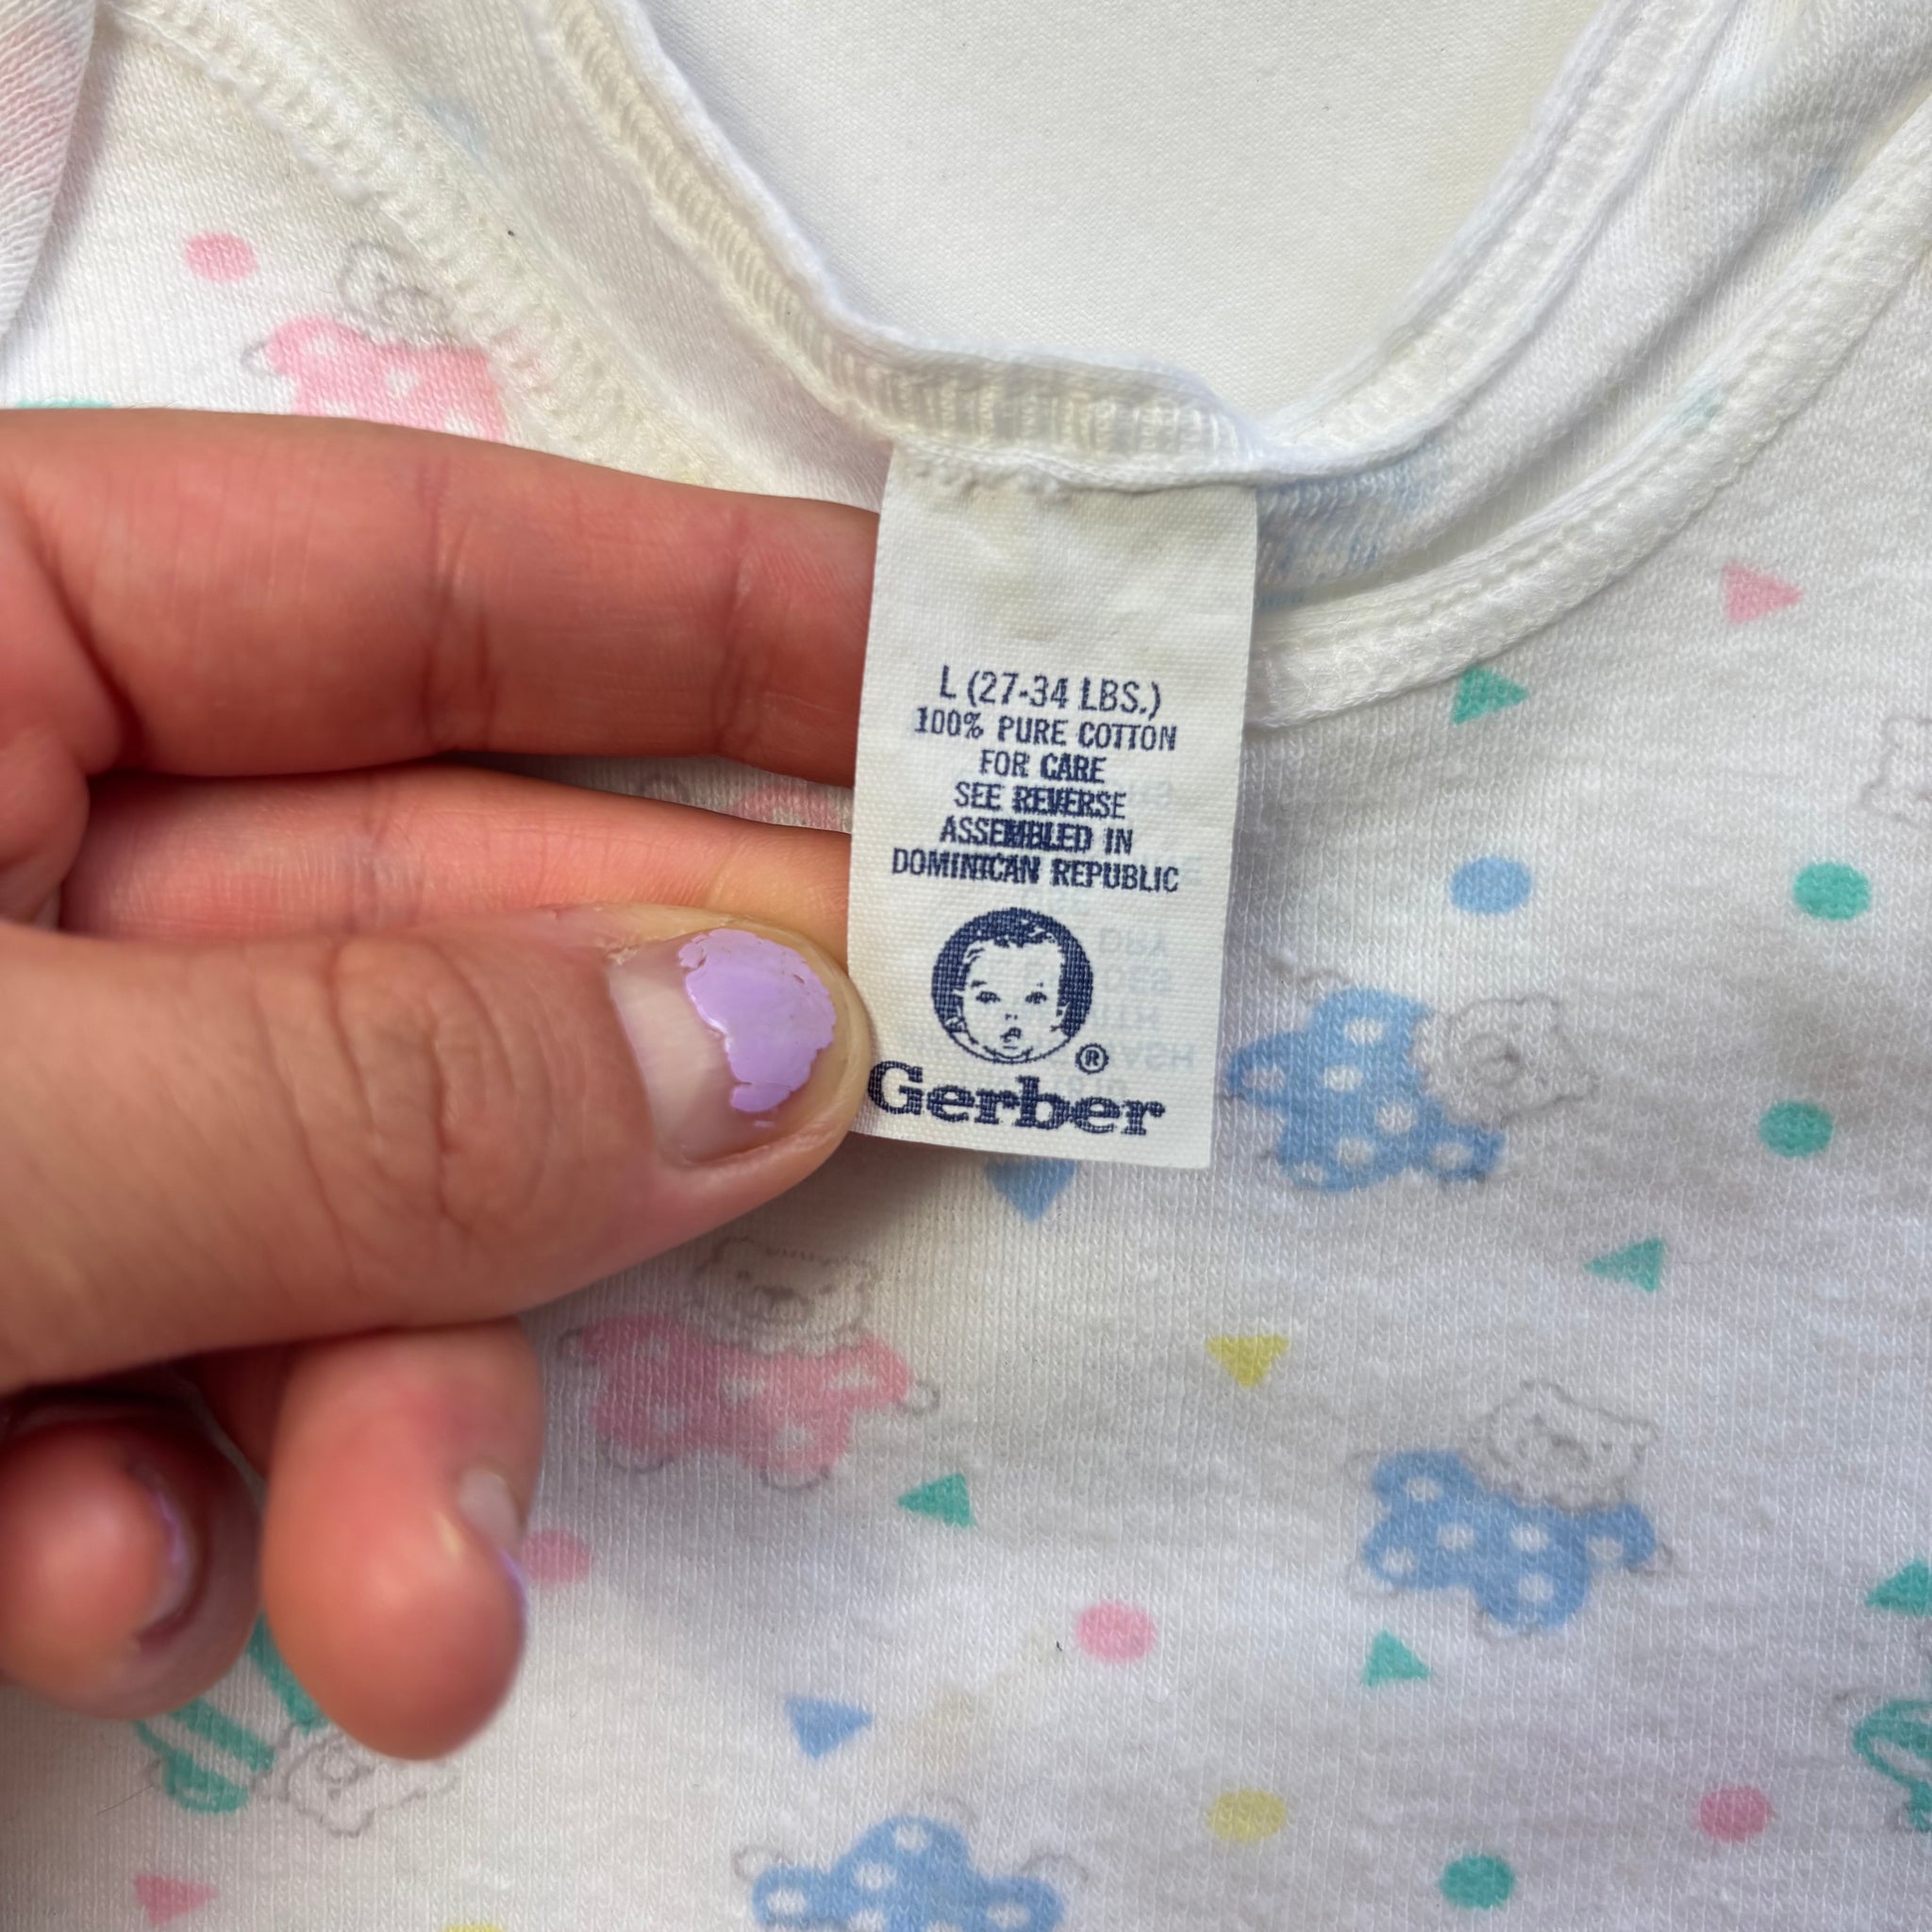 L (27-34 LBS.)
100% PURE COTTON
FOR CARE
SEE REVERSE
ASSEMBLED IN
DOMINICAN REPUBLIC
®
Gerber